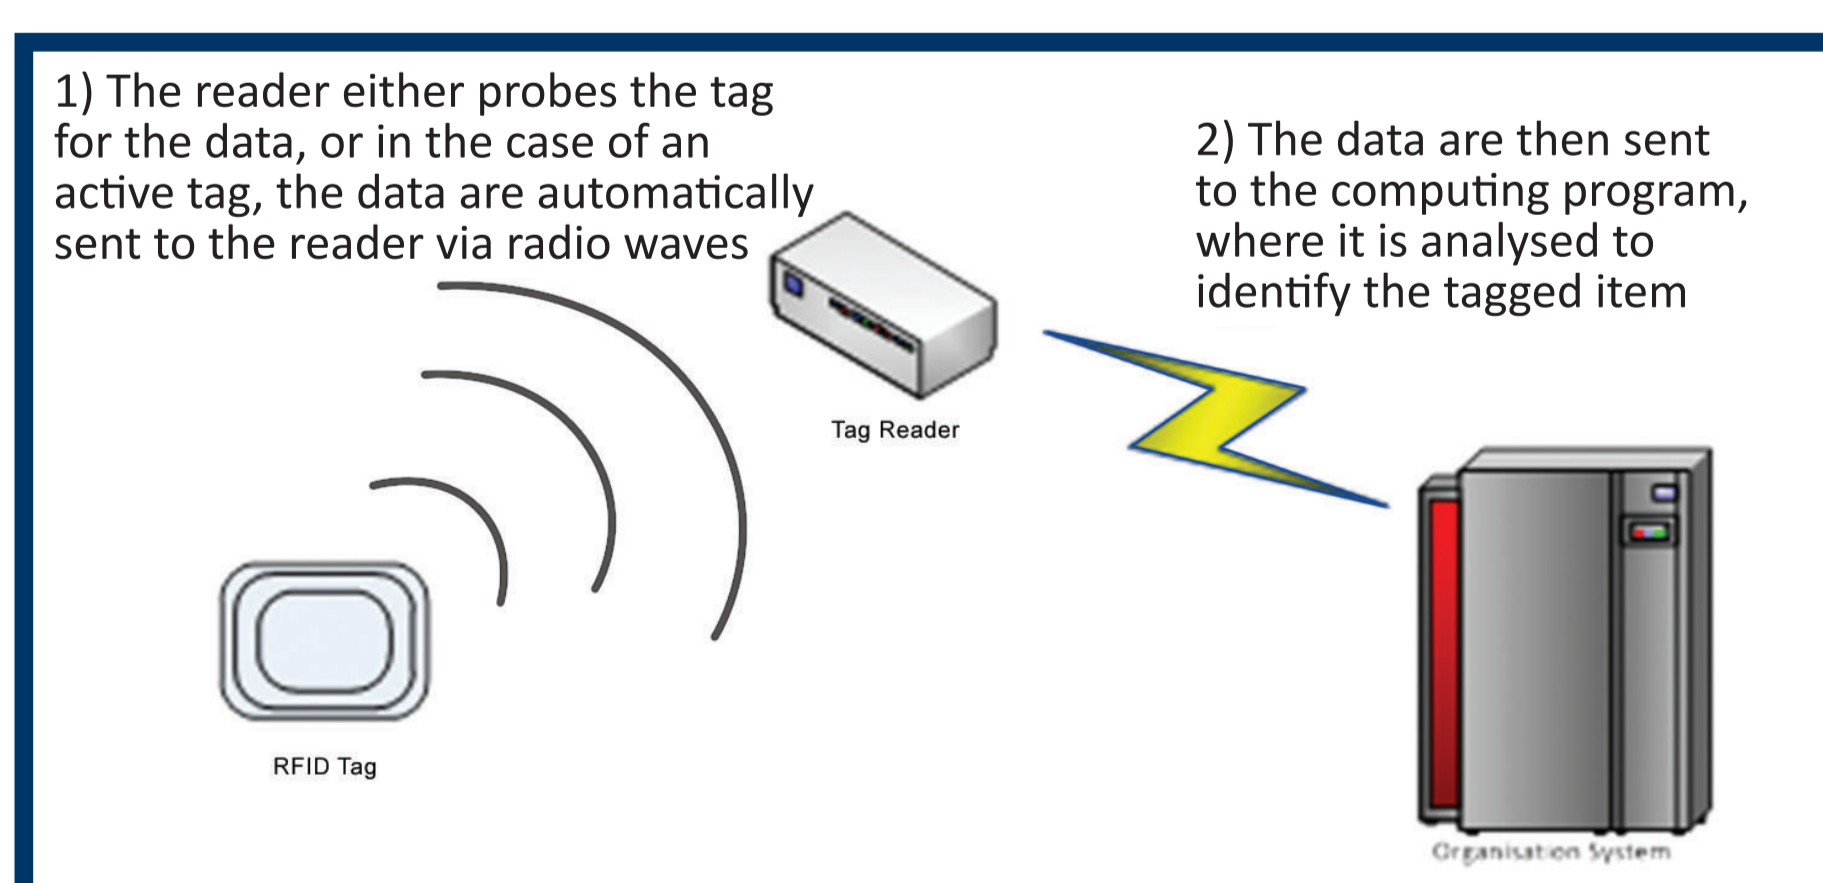 1) The reader either probes the tag
for the data, or in the case of an
active tag, the data are automatically
sent to the reader via radio waves
2) The data are then sent
to the computing program,
where it is analysed to
identify the tagged item
Tag Reader
RFID Tag
Organisation System